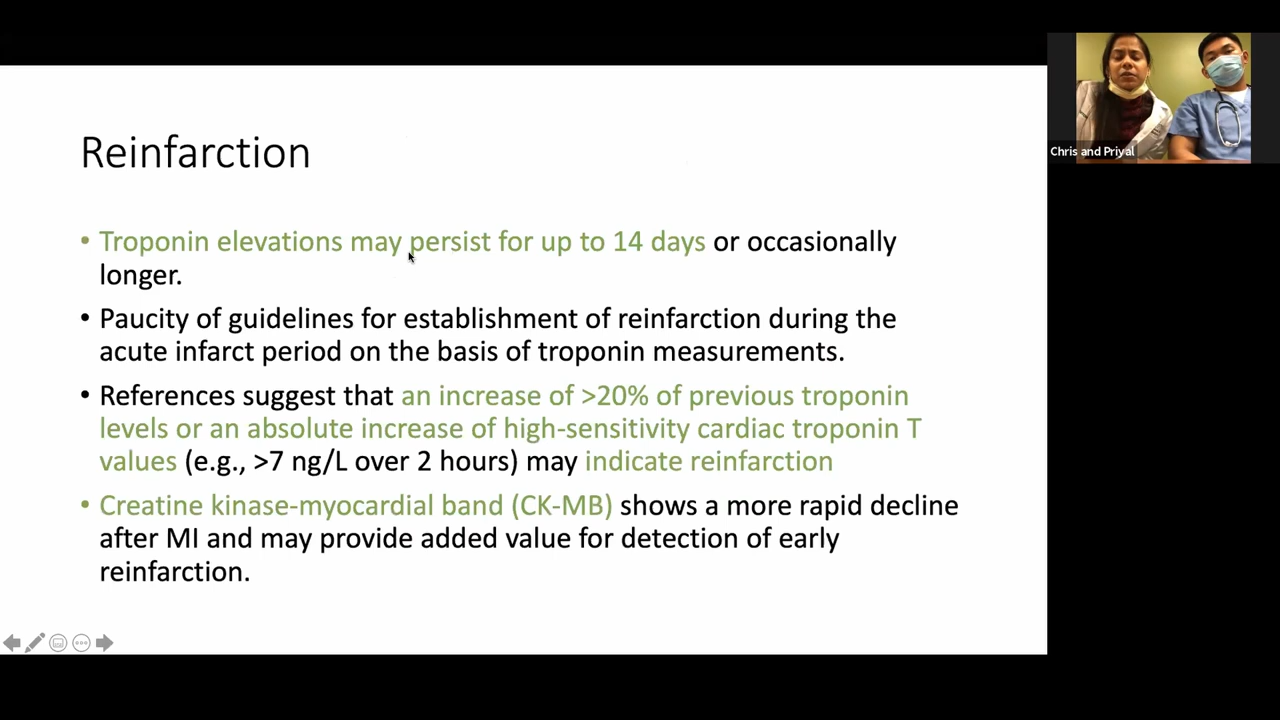 Reinfarction
• Troponin elevations may persist for up to 14 days or occasionally
longer.
• Paucity of guidelines for establishment of reinfarction during the
acute infarct period on the basis of troponin measurements.
• References suggest that an increase of >20% of previous troponin
levels or an absolute increase of high-sensitivity cardiac troponin T
values (e.g., >7 ng/L over 2 hours) may indicate reinfarction
• Creatine kinase-myocardial band (CK-MB) shows a more rapid decline
after MI and may provide added value for detection of early
reinfarction.
Chris and Priyal